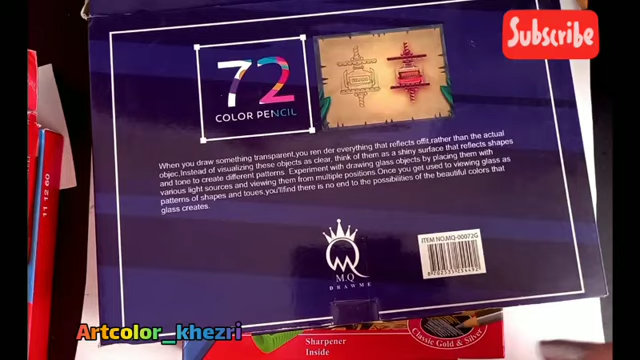 Subscribe
72
COLOR PENCIL
When you draw something transparent,you ren der everything that reflects offit,rather than the actual
objec.Instead of visualizing these objects as clear, think of them as a shiny surface that reflects shapes
and tone to create different patterns. Experiment with drawing glass objects by placing them with
various light sources and viewing them from multiple positions.Once you get used to viewing glass as
patterns of shapes and toues,you'llfind there is no end to the possibilities of the beautiful colors that
glass creates.
M.Q
DRAWME
ITEM NO.MQ-00072G
111260
Artcolor_khezri
Sharpener
Inside
Classic Gold & Silver